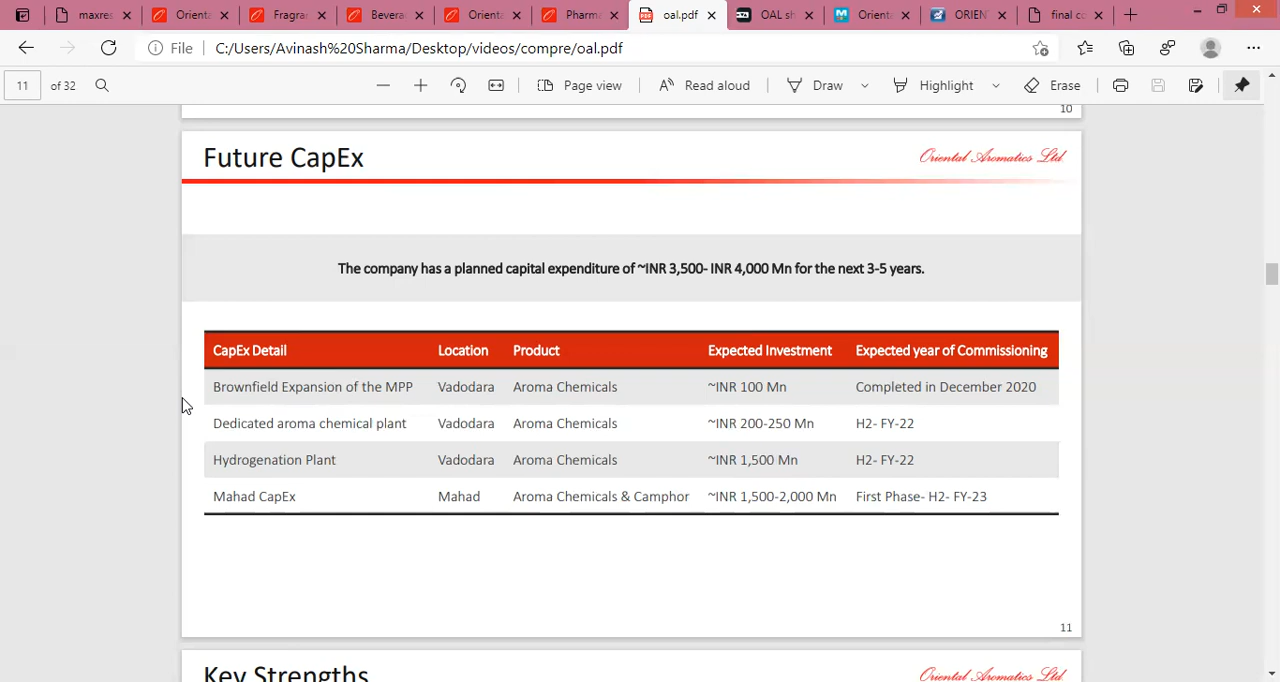 maxres
Orienta
Fragra
Bevera
Orienta
Pharma
oal.pdf
OAL sh
Oriente
ORIEN
final co
File
C:/Users/Avinash%20Sharma/Desktop/videos/compre/oal.pdf
11
of 32
Page view
Read aloud
Draw
Highlight
Erase
10
Future CapEx
Oriental Aromatics Ltd.
The company has a planned capital expenditure of ~INR 3,500- INR 4,000 Mn for the next 3-5 years.
CapEx Detail Location Product Expected Investment Expected year of Commissioning
Brownfield Expansion of the MPP Vadodara Aroma Chemicals ~INR 100 Mn Completed in December 2020
Dedicated aroma chemical plant Vadodara Aroma Chemicals ~INR 200-250 Mn H2- FY-22
Hydrogenation Plant Vadodara Aroma Chemicals ~INR 1,500 Mn H2- FY-22
Mahad CapEx Mahad Aroma Chemicals & Camphor ~INR 1,500-2,000 Mn First Phase- H2- FY-23
11
Key Strengths
Oriental Aromatics Ltd.